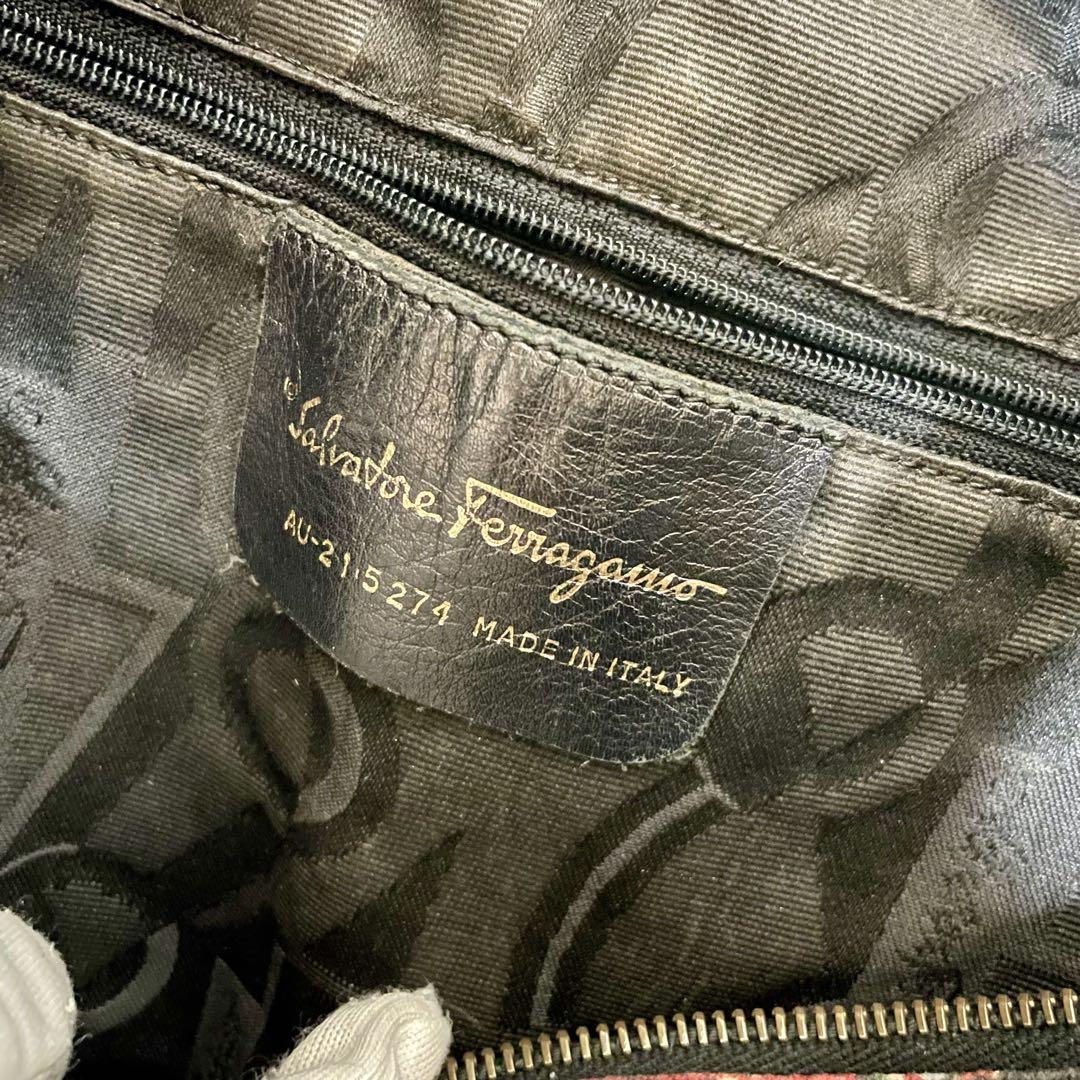 © Salvatore Ferragamo
AU-21·5274 MADE IN ITALY